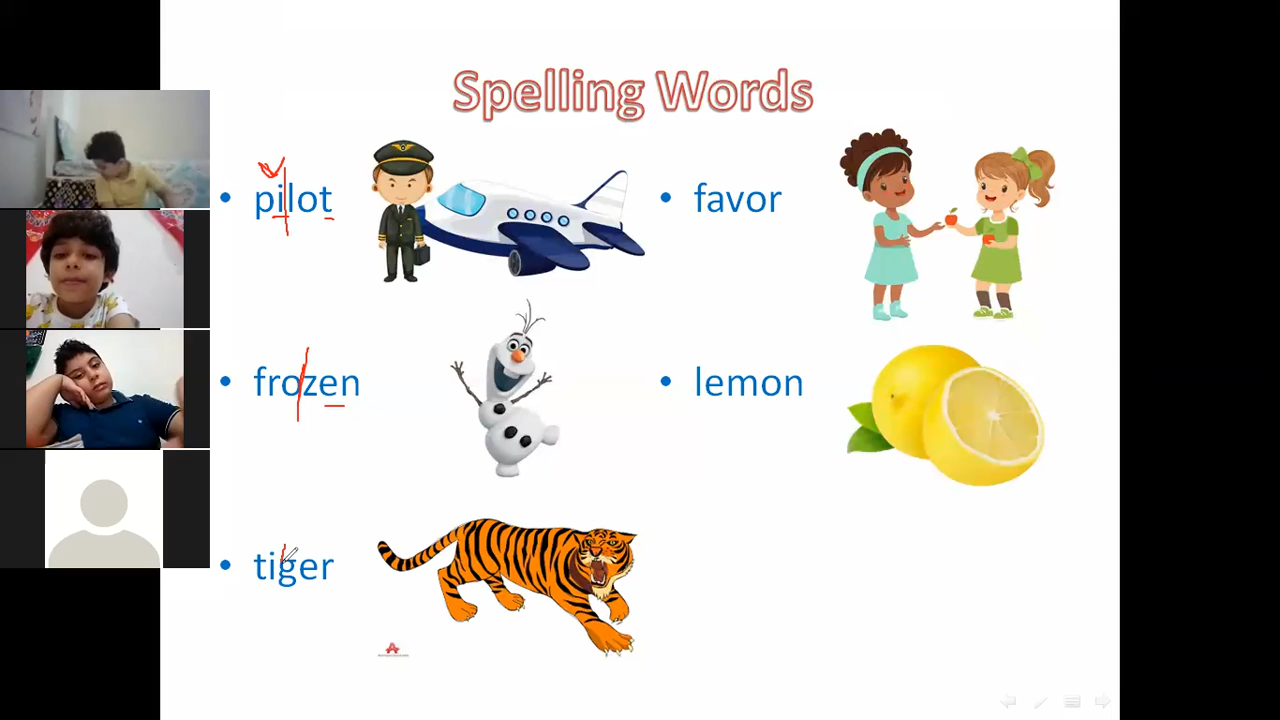 Spelling Words
• pilot
• favor
• frozen
• lemon
• tiger